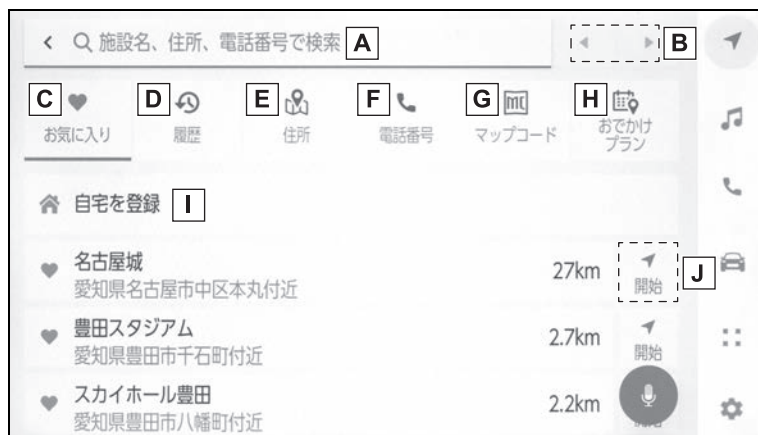 施設名、住所、電話番号で検索 A
B
C
D
E
F
G
H
お気に入り
履歴
住所
電話番号
マップコード
おでかけ
プラン
自宅を登録 I
名古屋城
愛知県名古屋市中区本丸付近
27km
開始
J
豊田スタジアム
愛知県豊田市千石町付近
2.7km
開始
スカイホール豊田
愛知県豊田市八幡町付近
2.2km